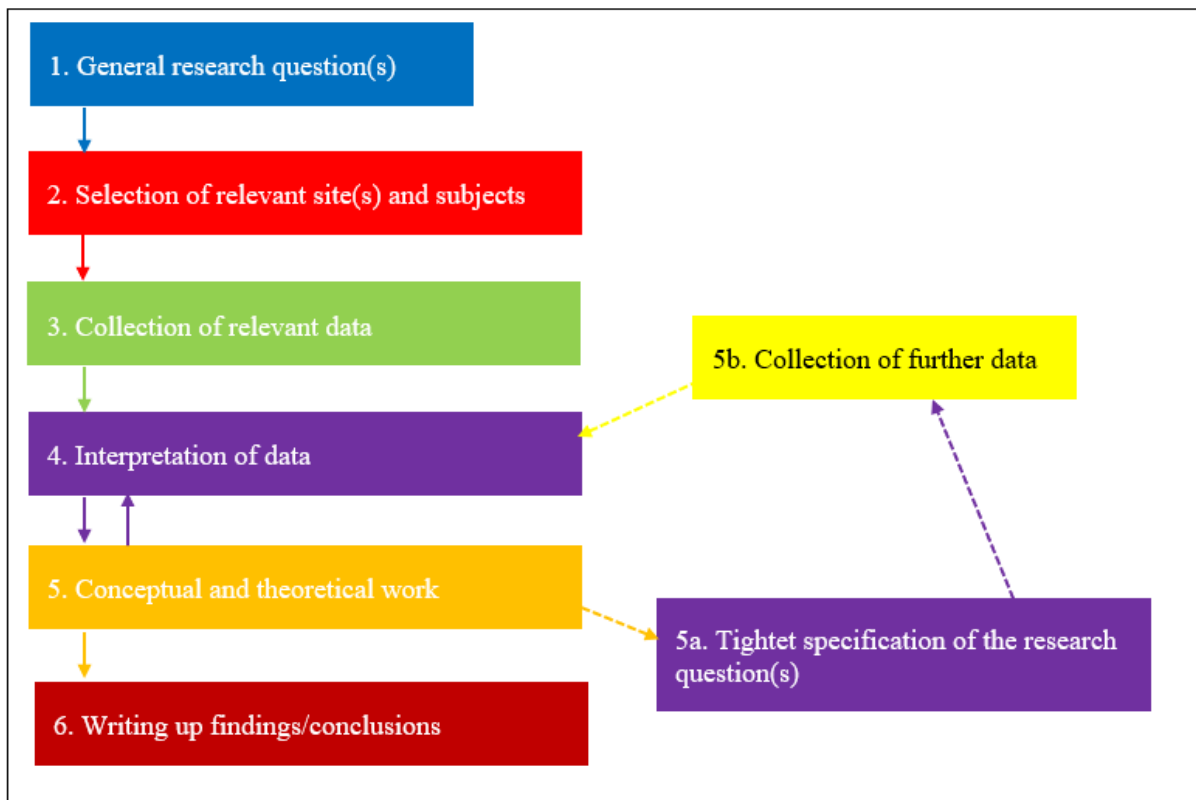 1. General research question(s)
2. Selection of relevant site(s) and subjects
3. Collection of relevant data
5b. Collection of further data
4. Interpretation of data
5. Conceptual and theoretical work
5a. Tightet specification of the research
question(s)
6. Writing up findings/conclusions